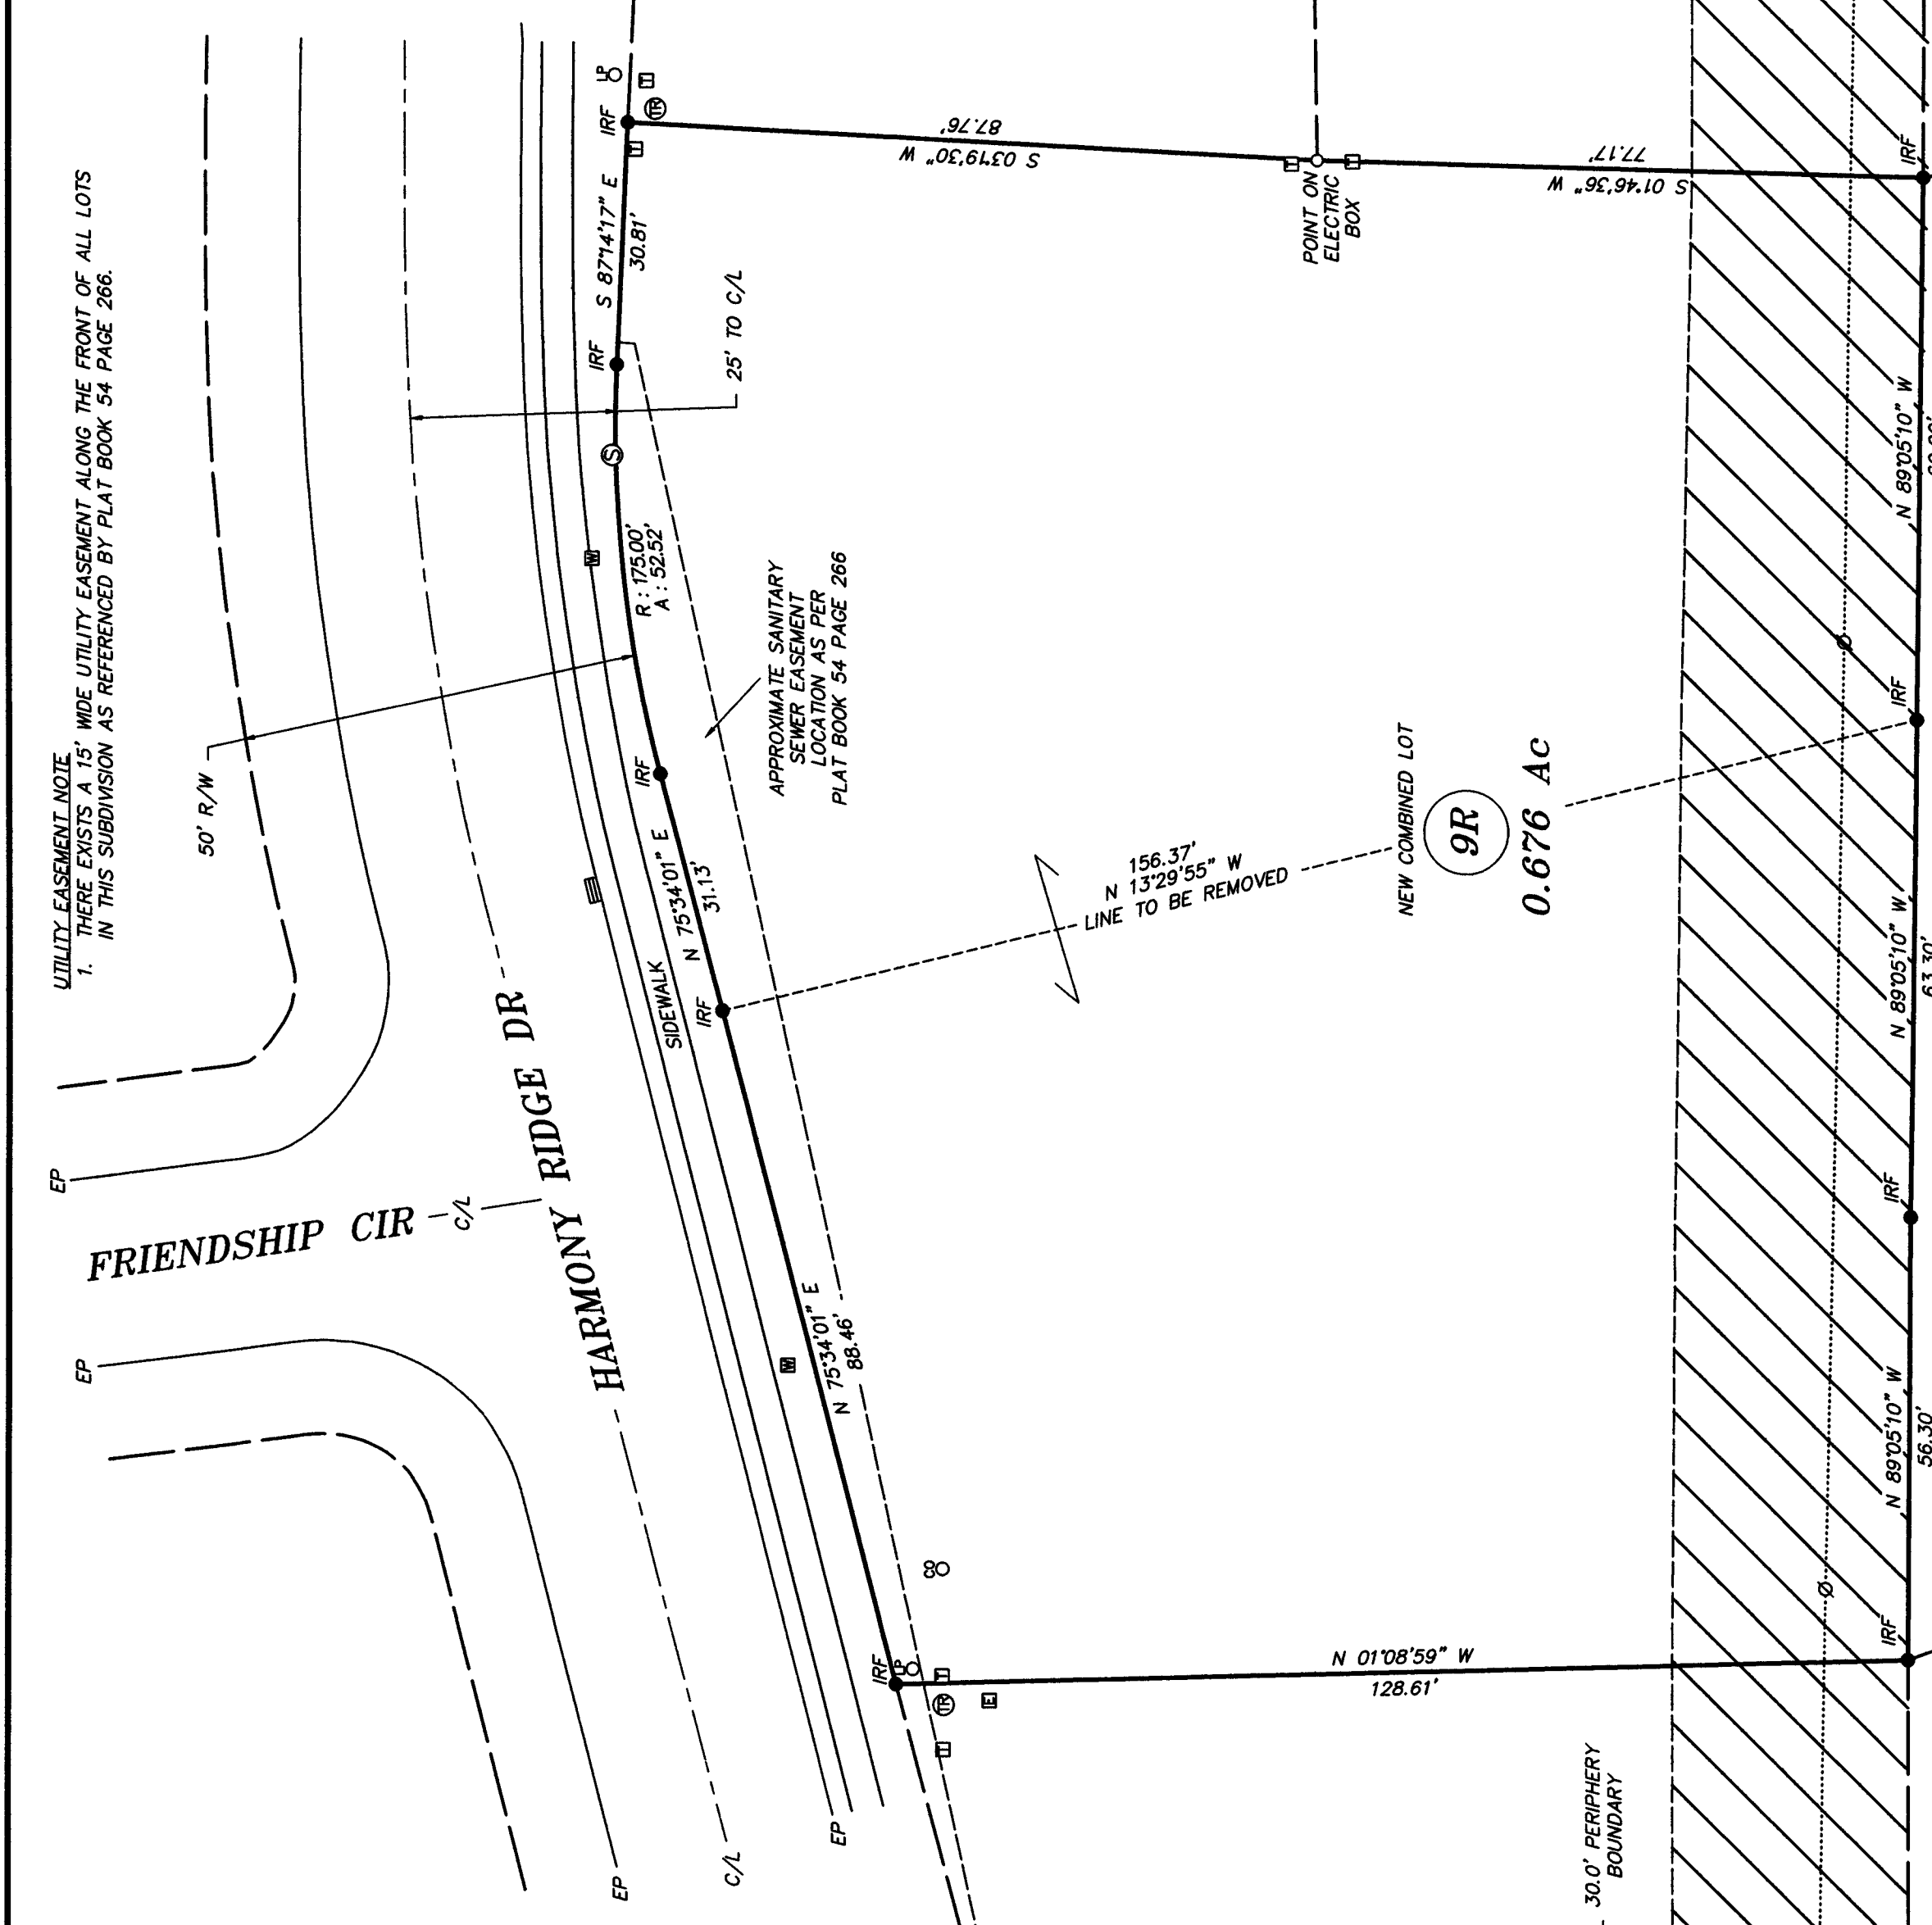 UTILITY EASEMENT NOTE
1. THERE EXISTS A 15' WIDE UTILITY EASEMENT ALONG THE FRONT OF ALL LOTS
IN THIS SUBDIVISION AS REFERENCED BY PLAT BOOK 54 PAGE 266.
50' R/W
EP
FRIENDSHIP CIR
C/L
EP
HARMONY RIDGE DR
EP
C/L
EP
SIDEWALK
W
W
LP
T
TR
IRF
T
S 87°14'17" E
30.81'
IRF
25' TO C/L
S
R : 175.00'
A : 52.52'
IRF
N 75°34'01" E
31.13'
IRF
N 75°34'01" E
88.46'
IRF
LP
T
TR
E
T
CO
APPROXIMATE SANITARY
SEWER EASEMENT
LOCATION AS PER
PLAT BOOK 54 PAGE 266
156.37'
N 13°29'55" W
LINE TO BE REMOVED
NEW COMBINED LOT
9R
0.676 Ac
87.76'
S 03°19'30" W
T
POINT ON
ELECTRIC
BOX
T
77.17'
S 01°46'36" W
IRF
N 89°05'10" W
IRF
N 89°05'10" W
63.30'
IRF
N 89°05'10" W
56.30'
IRF
N 01°08'59" W
128.61'
30.0' PERIPHERY
BOUNDARY